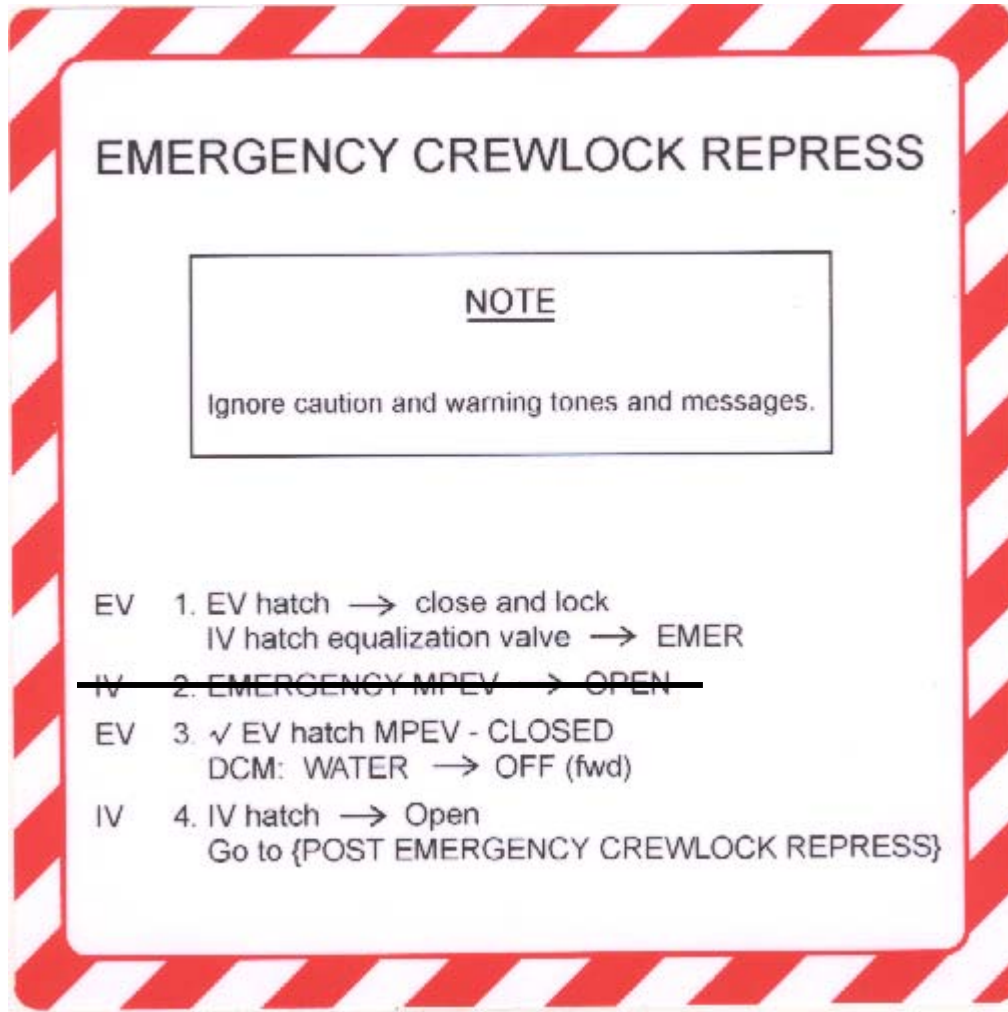 EMERGENCY CREWLOCK REPRESS
NOTE
Ignore caution and warning tones and messages.
EV 1. EV hatch → close and lock
IV hatch equalization valve → EMER
IV 2. EMERGENCY MPEV → OPEN
EV 3. √ EV hatch MPEV - CLOSED
DCM: WATER → OFF (fwd)
IV 4. IV hatch → Open
Go to {POST EMERGENCY CREWLOCK REPRESS}